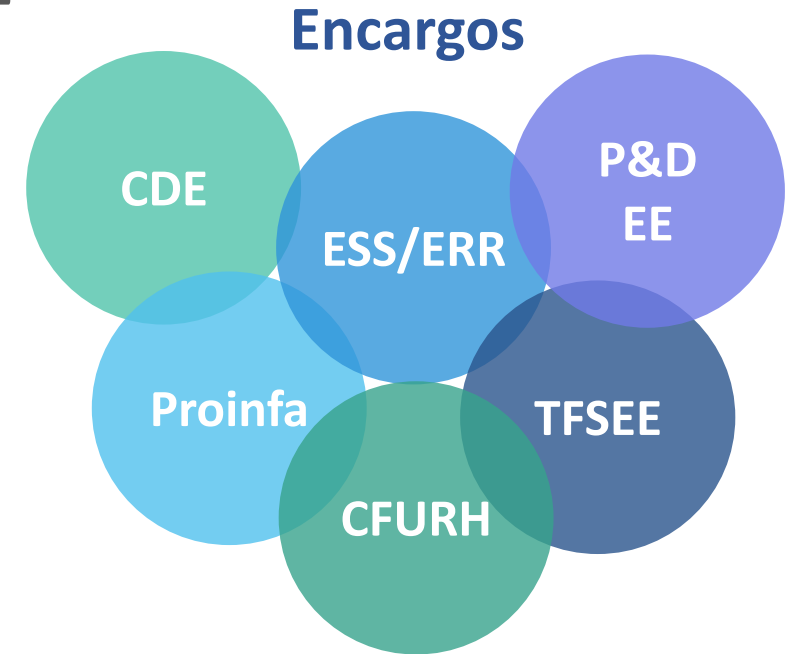 Encargos
CDE
P&D
EE
ESS/ERR
Proinfa
TFSEE
CFURH